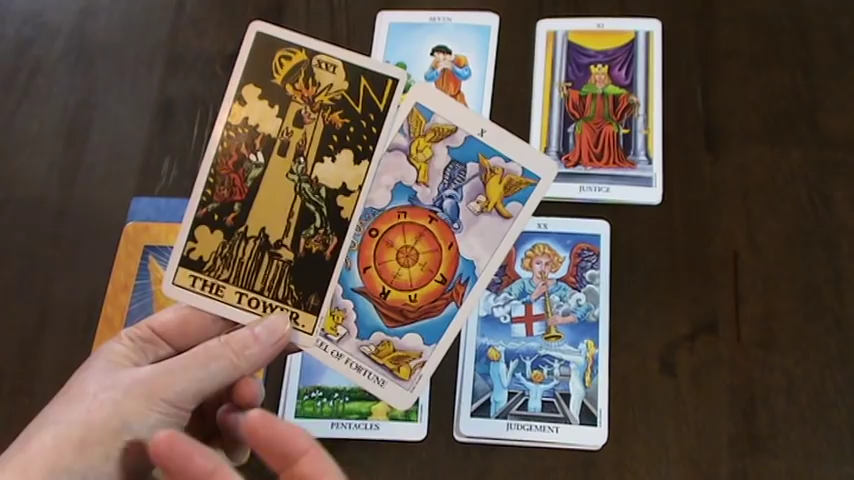 SEVEN
XI
JUSTICE
XVI
THE TOWER.
X
EEL OF FORTUNE
XX
JUDGEMENT
PENTACLES